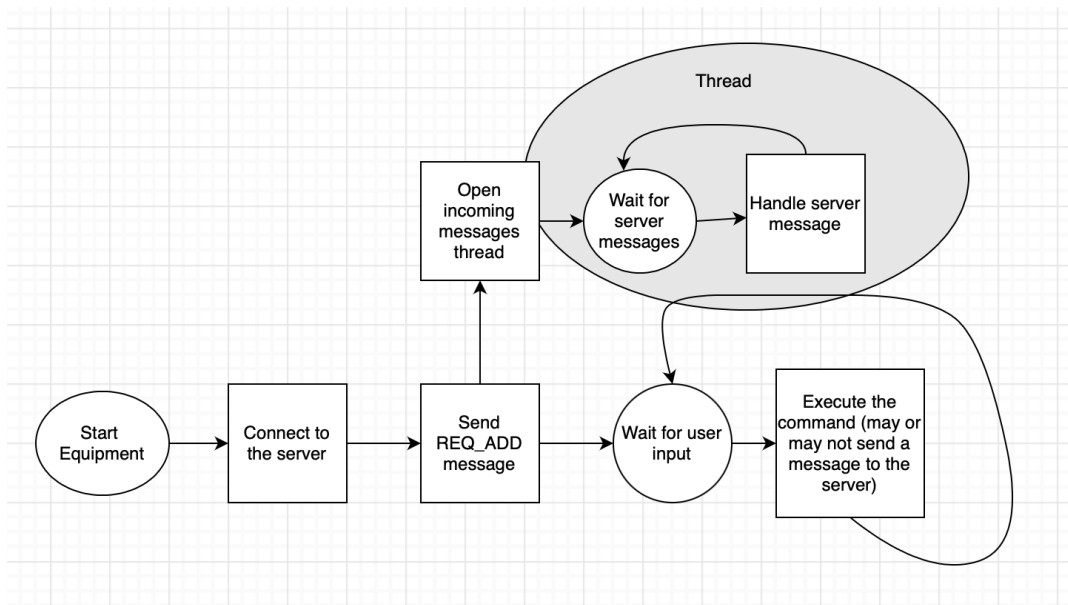 Thread
Open
incoming
messages
thread
Wait for
server
messages
Handle server
message
Start
Equipment
Connect to
the server
Send
REQ_ADD
message
Wait for user
input
Execute the
command (may or
may not send a
message to the
server)